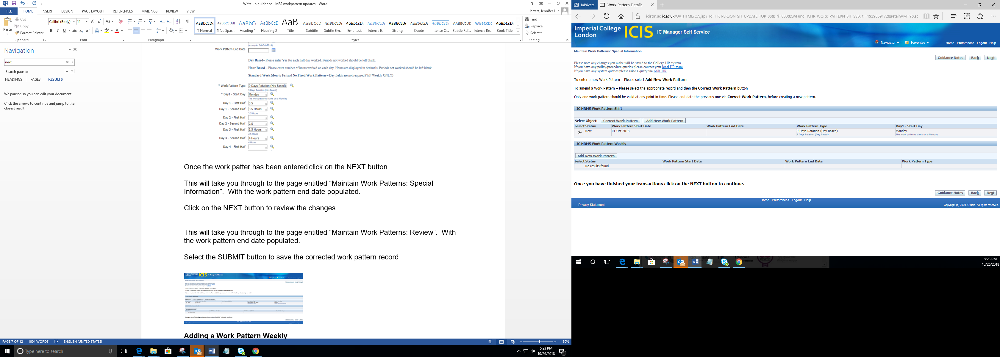 Write up guidance - MSS workpattern updates - Word
FILE HOME INSERT DESIGN PAGE LAYOUT REFERENCES MAILINGS REVIEW VIEW
Jarrett, Jennifer L
Paste
Cut
Copy
Format Painter
Clipboard
Calibri (Body) 11
Font
Paragraph
AaBbCcDc AaBbCcDdE AaBbCc AaBbCcE AaBl AaBbCcD AaBbCcDc AaBbCcDc AaBbCcDc AaBbCcDc AaBbCcDc AaBbCcDc AaBbCcDc AaBbCcDc AaBbCcDc
¶ Normal ¶ No Spac... Heading 1 Heading 2 Title Subtitle Subtle Em... Emphasis Intense E... Strong Quote Intense Q... Subtle Ref... Intense Re... Book Title
Styles
Find
Replace
Select
Editing
Navigation
next
Search paused
HEADINGS PAGES RESULTS
We paused so you can edit your document.
Click the arrows to continue and jump to the
closest result.
(example: 26-Oct-2018)
Work Pattern End Date
Day Based– Please enter Yes for each half day worked. Periods not worked should be left blank.
Hour Based – Please enter number of hours worked on each day. Hours are displayed in decimals. Periods not worked should be left blank.
Standard Week Mon to Fri and No Fixed Work Pattern – Day fields are not required (WP Weekly ONLY)
* Work Pattern Type 9 Days Rotation (Hrs Based)
9 Days Rotation (Hrs Based)
* Day1 - Start Day Monday
The work patterns starts on a Monday
Day 1 - First Half 3.5
Day 1 - Second Half 3.5 Hours
3.5 Hours
Day 2 - First Half
Day 2 - Second Half 2.5
Day 3 - First Half 2.5 Hours
2.5 Hours
Day 3 - Second Half 4 Hours
4 Hours
Day 4 - First Half
Once the work patter has been entered click on the NEXT button
This will take you through to the page entitled “Maintain Work Patterns: Special
Information”. With the work pattern end date populated.
Click on the NEXT button to review the changes
This will take you through to the page entitled “Maintain Work Patterns: Review”. With
the work pattern end date populated.
Select the SUBMIT button to save the corrected work pattern record
Imperial College
London ICIS IC Manager Self Service
Adding a Work Pattern Weekly
PAGE 7 OF 12 1004 WORDS ENGLISH (UNITED STATES) 150%
Type here to search
5:23 PM
10/26/2018
InPrivate Work Pattern Details
icistrn.ad.ic.ac.uk/OA_HTML/OA.jsp?_rc=HR_PERSON_SIT_UPDATE_TOP_SS&_ri=800&OAFunc=ICHR_WORK_PATTERN_SIT_SS&_ti=1929669172&retainAM=Y&ac
Imperial College
London
ICIS IC Manager Self Service
Navigator Favorites Home Preferences Logout Help
Maintain Work Patterns: Special Information
Guidance Notes Back Next
Please note any changes you make will be saved to the College HR system.
If you have any policy/procedure queries please contact your local HR team.
If you have any system queries please raise a query via ASK HR.
To enter a new Work Pattern – Please select Add New Work Pattern
To amend a Work Pattern – Please select the appropriate record and then the Correct Work Pattern button
Only one work pattern should be valid at any point in time. Please end date the previous one via Correct Work Pattern, before creating a new pattern.
IC HRMS Work Pattern Shift
Select Object: Correct Work Pattern | Add New Work Pattern
Select Status Work Pattern Start Date Work Pattern End Date Work Pattern Type Day1 - Start Day
New 01-Oct-2018 9 Days Rotation (Day Based) Monday
9 Days Rotation (Day Based) The work patterns starts on a Monday
IC HRMS Work Pattern Weekly
Add New Work Pattern
Select Status Work Pattern Start Date Work Pattern End Date Work Pattern Type
No results found.
Once you have finished your transactions click on the NEXT button to continue.
Guidance Notes Back Next
Home Preferences Logout Help
Privacy Statement Copyright (c) 2006, Oracle. All rights reserved.
5:23 PM
10/26/2018